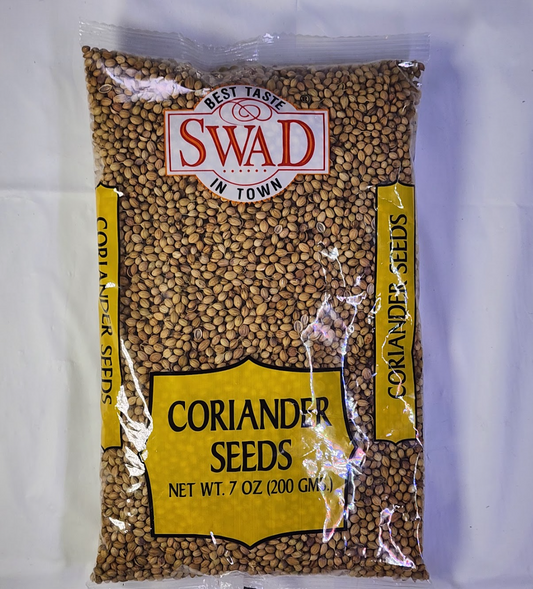 BEST TASTE
SWAD
IN TOWN
CORIANDER SEEDS
CORIANDER SEEDS
CORIANDER
SEEDS
NET WT. 7 OZ (200 GMS.)